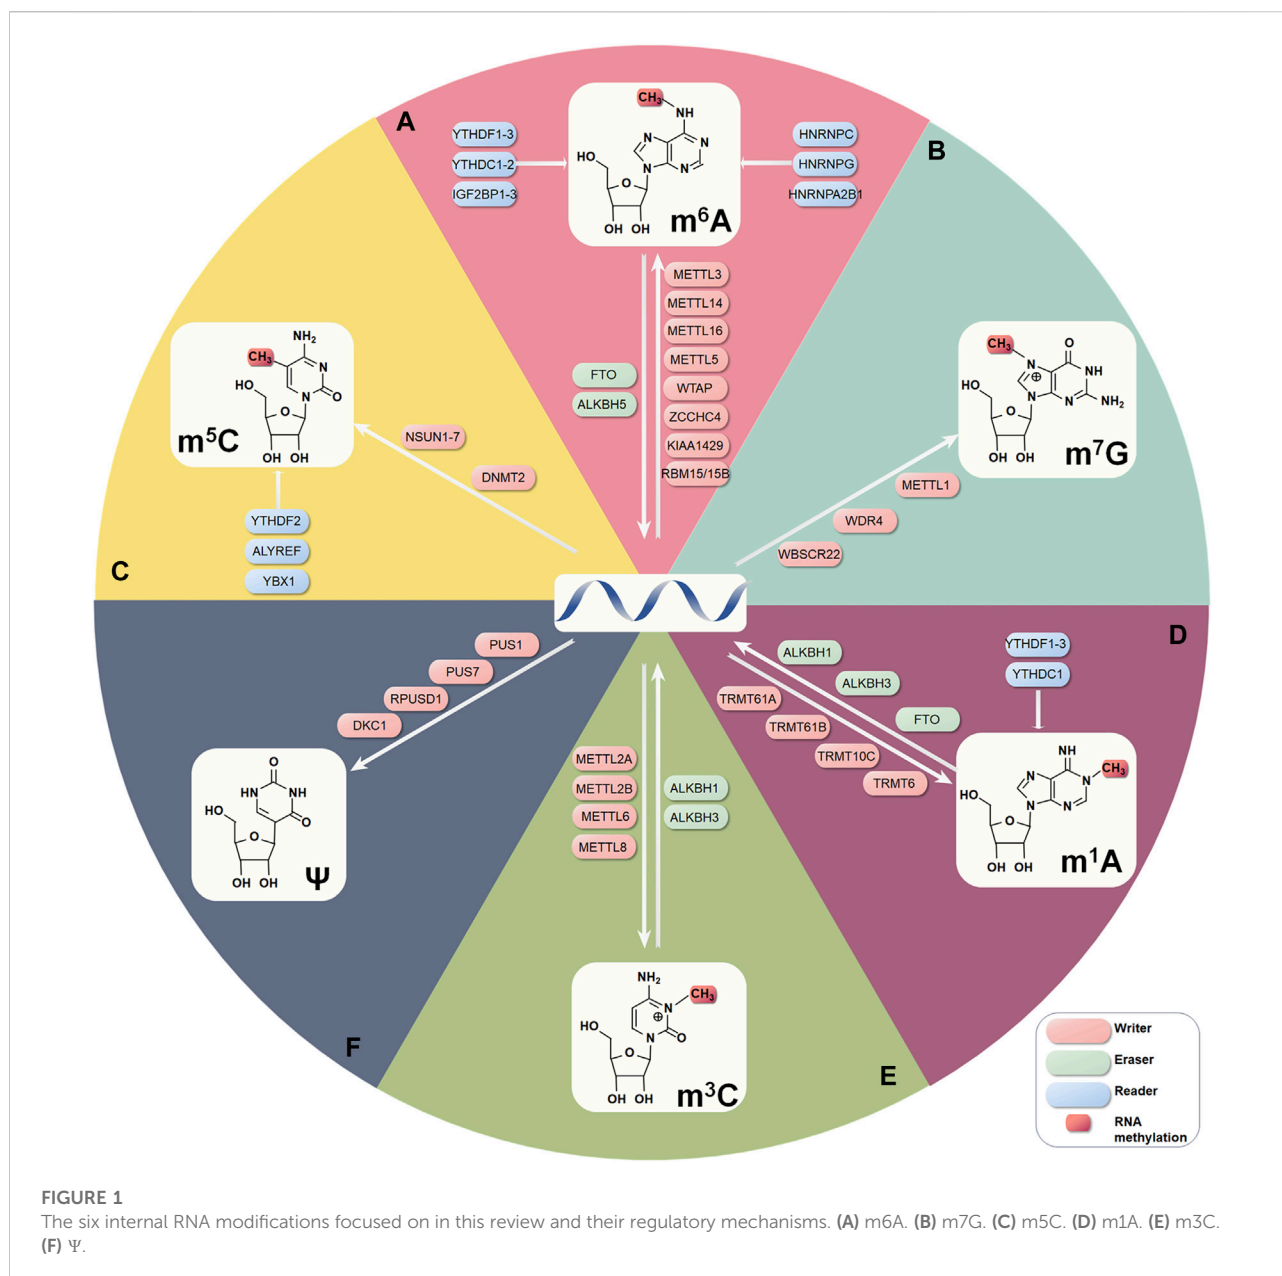 A
CH₃
NH
N
N
N
N
HO
O
OH OH
m⁶A
YTHDF1-3
YTHDC1-2
IGF2BP1-3
HNRNPC
HNRNPG
HNRNPA2B1
METTL3
METTL14
METTL16
METTL5
WTAP
ZCCHC4
KIAA1429
RBM15/15B
FTO
ALKBH5
B
CH₃
O
N
NH
N
N
NH₂
HO
O
OH OH
m⁷G
METTL1
WDR4
WBSCR22
C
NH₂
CH₃
N
N
O
HO
O
OH OH
m⁵C
NSUN1-7
DNMT2
YTHDF2
ALYREF
YBX1
D
YTHDF1-3
YTHDC1
ALKBH1
ALKBH3
FTO
TRMT61A
TRMT61B
TRMT10C
TRMT6
NH
N
N
CH₃
N
N
HO
O
OH OH
m¹A
E
METTL2A
METTL2B
METTL6
METTL8
ALKBH1
ALKBH3
NH₂
N
CH₃
N
O
HO
O
OH OH
m³C
F
PUS1
PUS7
RPUSD1
DKC1
O
HN
NH
O
HO
O
OH OH
Ψ
Writer
Eraser
Reader
RNA
methylation
FIGURE 1
The six internal RNA modifications focused on in this review and their regulatory mechanisms. (A) m6A. (B) m7G. (C) m5C. (D) m1A. (E) m3C.
(F) Ψ.